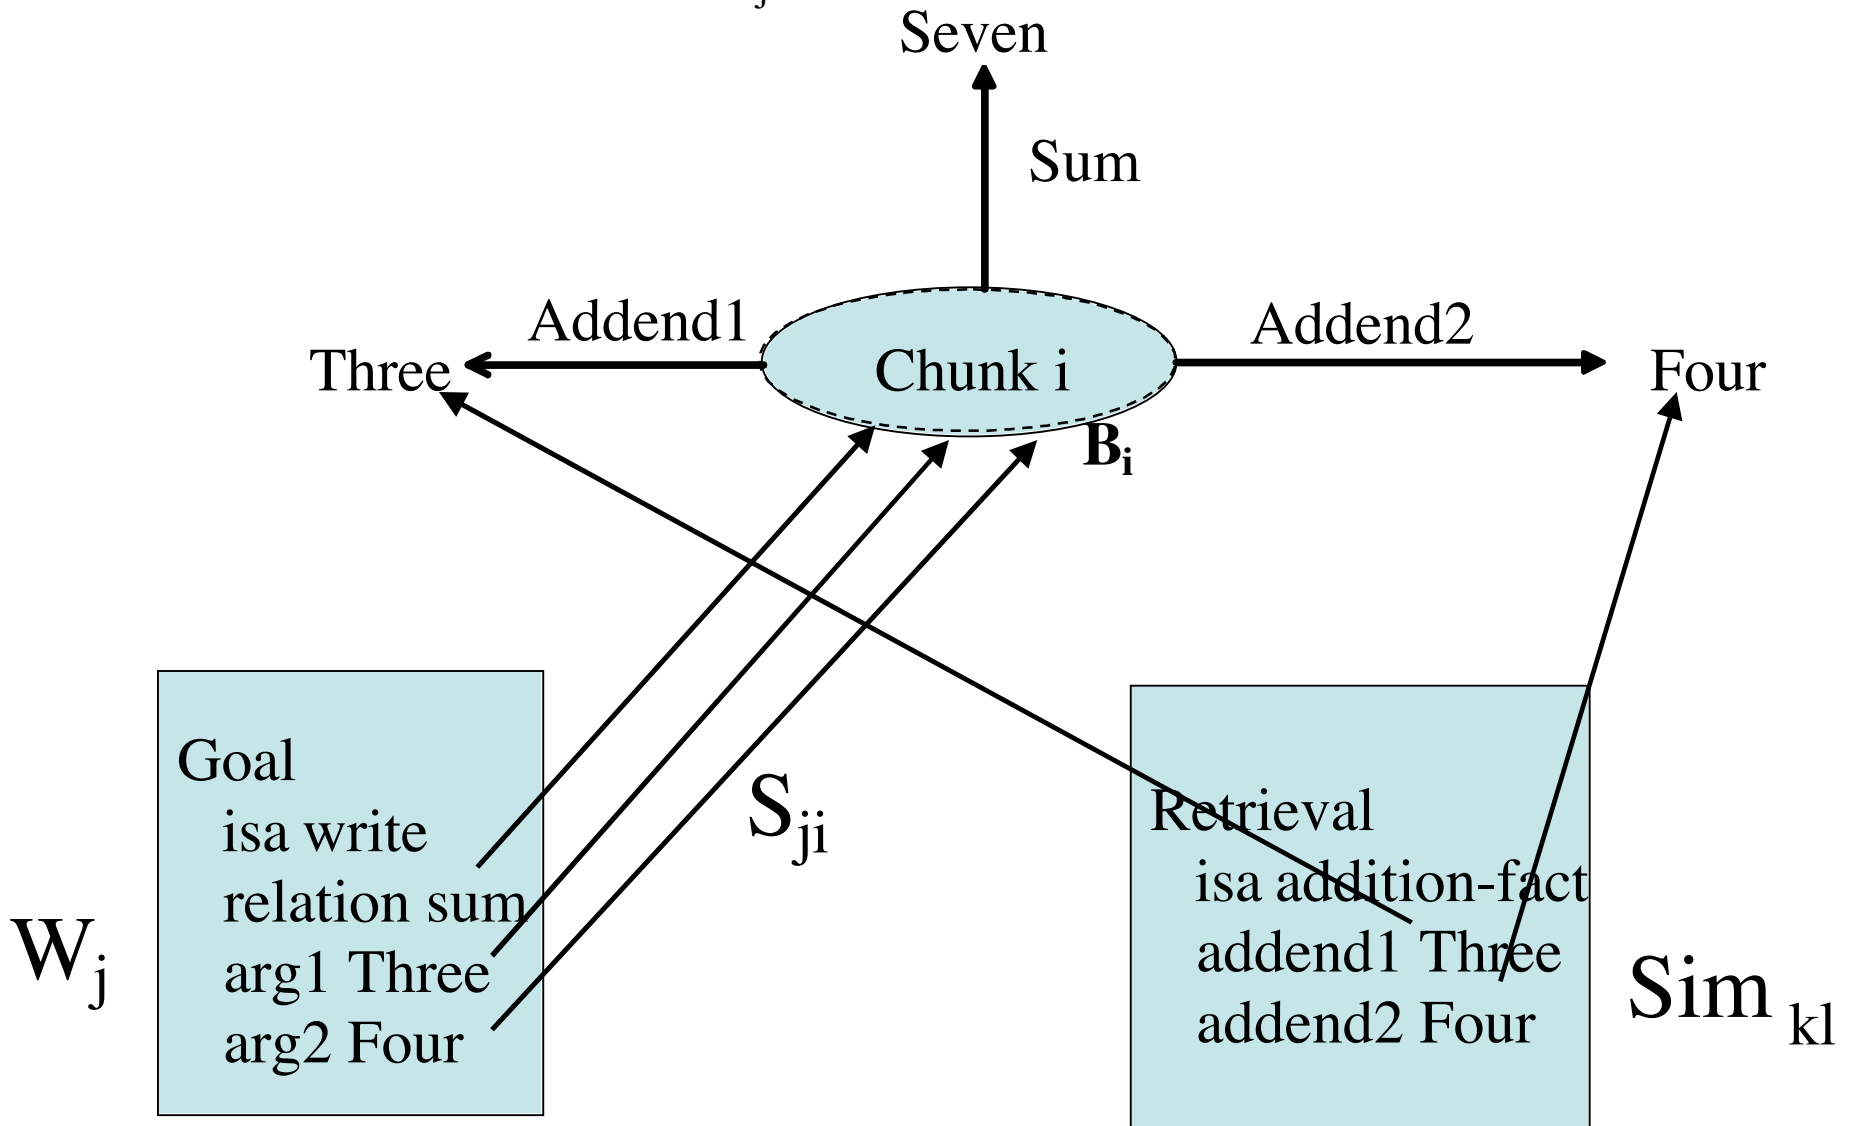 j
Seven
Sum
Addend1
Addend2
Three
Chunk i
Four
Bi
Goal
isa write
relation sum
arg1 Three
arg2 Four
Wj
Sji
Retrieval
isa addition-fact
addend1 Three
addend2 Four
Sim kl